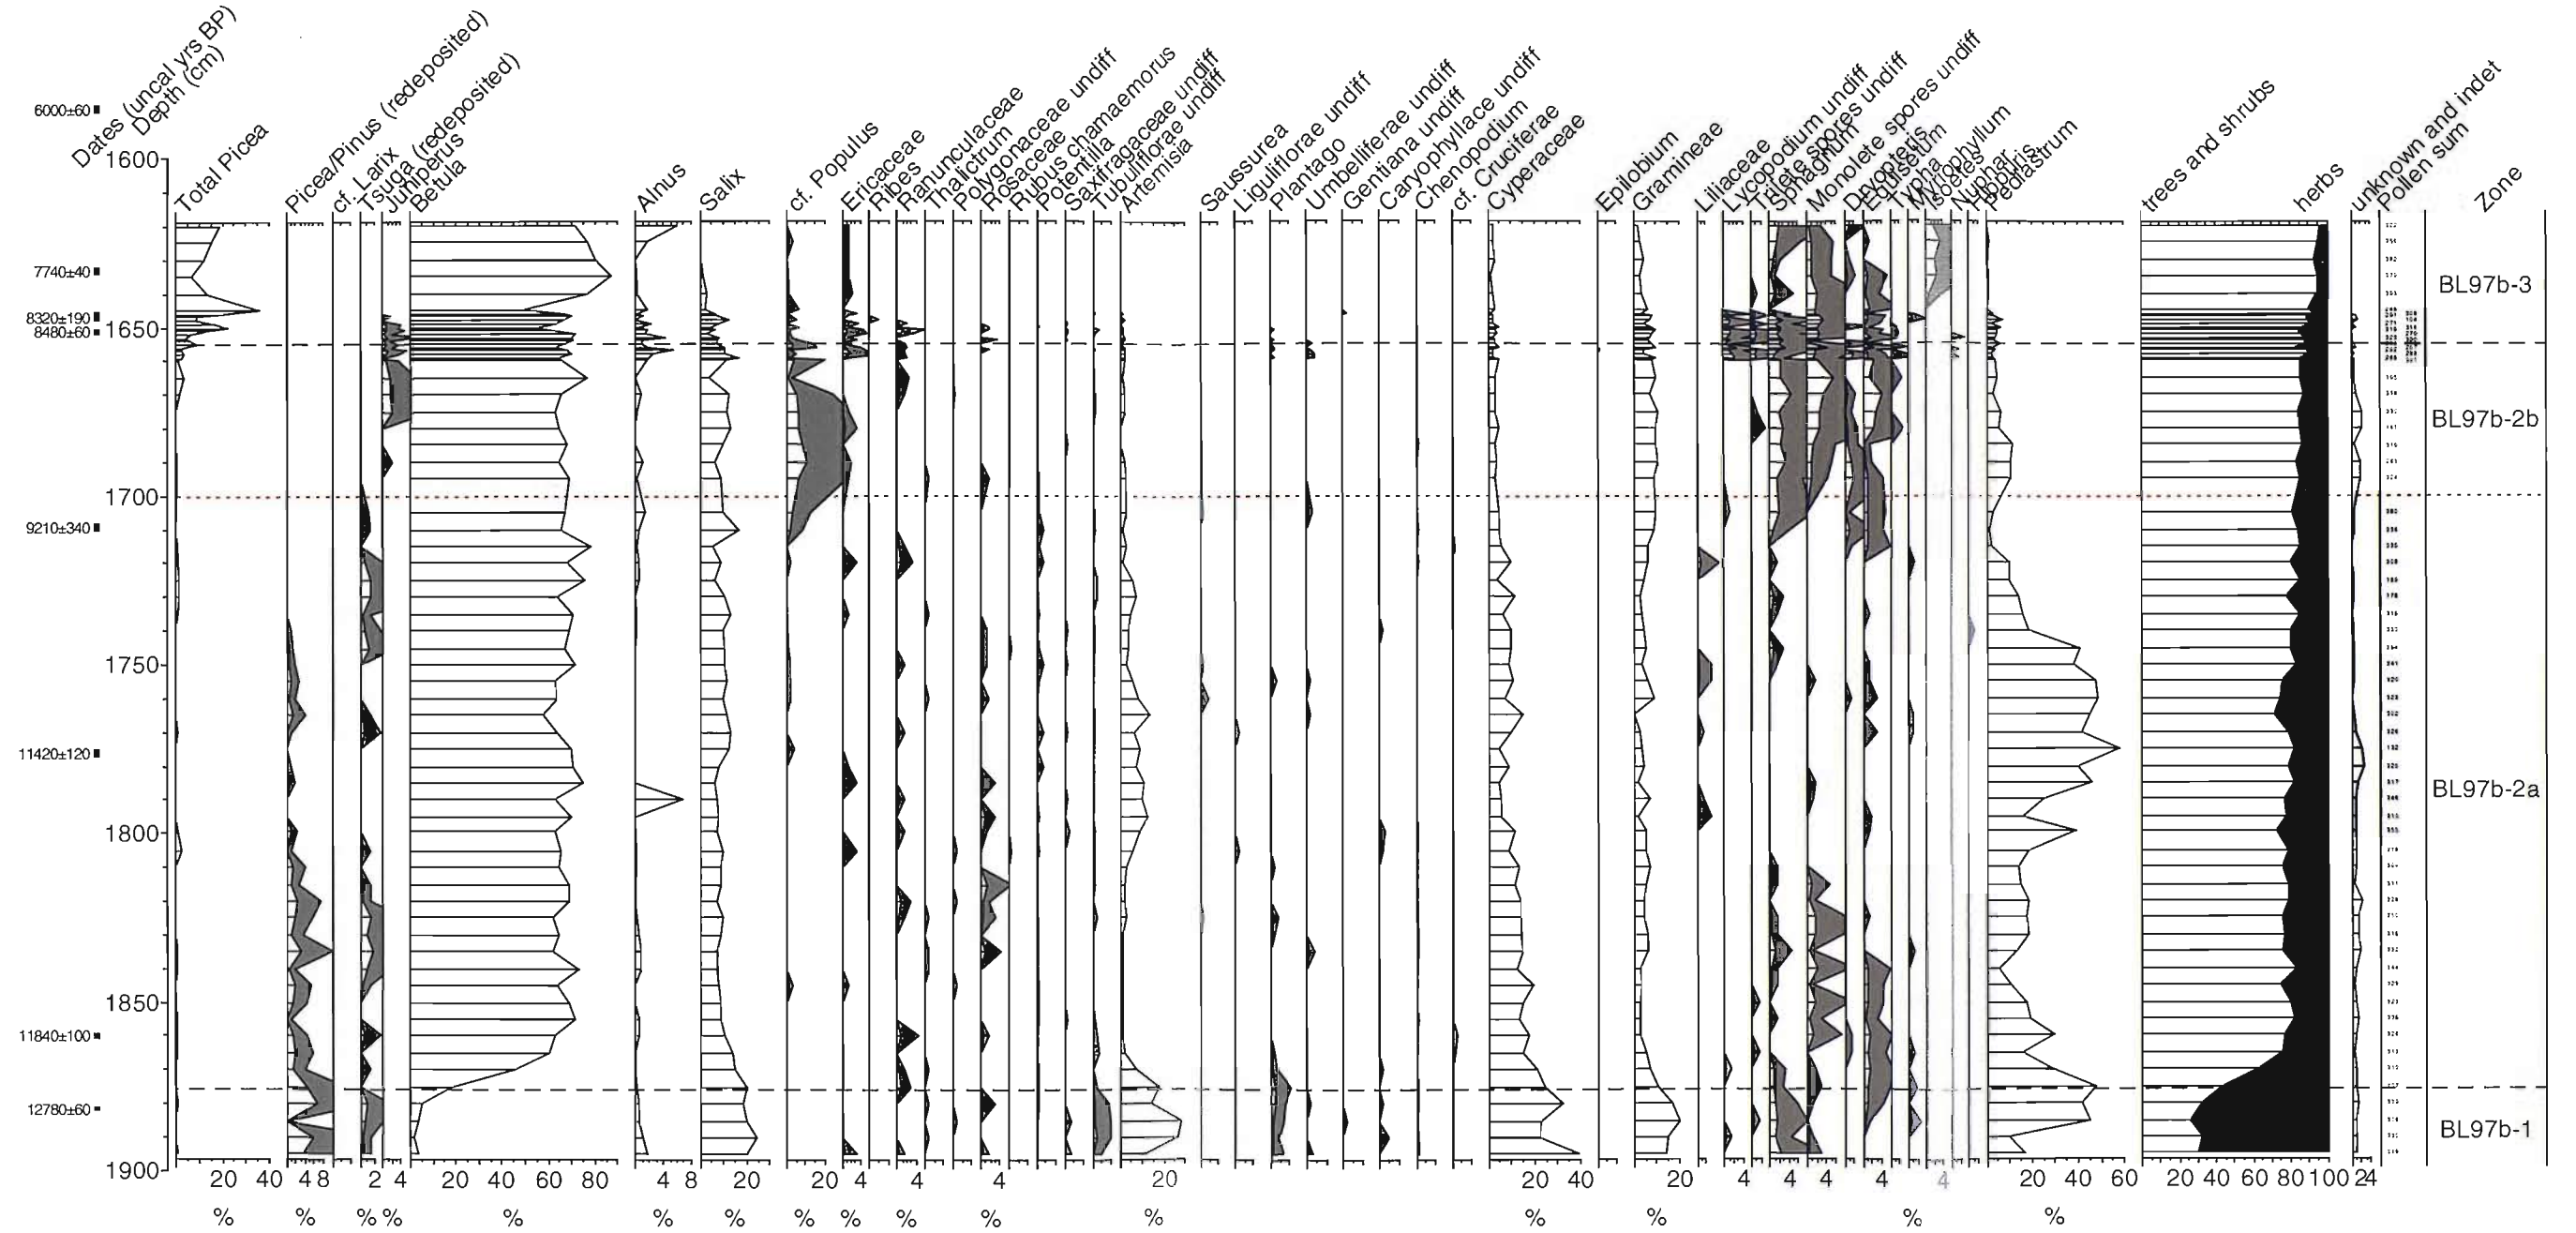 Dates (uncal yrs BP)
Depth (cm)
Total Picea
Picea/Pinus (redeposited)
cf. Larix
Tsuga (redeposited)
Juniperus
Betula
Alnus
Salix
cf. Populus
Ericaceae
Ribes
Ranunculaceae
Thalictrum
Polygonaceae undiff
Rosaceae
Rubus chamaemorus
Potentilla
Saxifragaceae undiff
Tubuliflorae undiff
Artemisia
Saussurea
Liguliflorae undiff
Plantago
Umbelliferae undiff
Gentiana undiff
Caryophyllace undiff
Chenopodium
cf. Cruciferae
Cyperaceae
Epilobium
Gramineae
Liliaceae
Lycopodium undiff
Trilete spores undiff
Sphagnum
Monolete spores undiff
Dryopteris
Equisetum
Typha
Myriophyllum
Isoetes
Nuphar
Hippuris
Pediastrum
trees and shrubs
herbs
unknown and indet
Pollen sum
Zone
6000±60
1600
7740±40
BL97b-3
8320±190
1650
8480±60
BL97b-2b
1700
9210±340
1750
11420±120
BL97b-2a
1800
1850
11840±100
12780±60
BL97b-1
1900
20 40 4 8 2 4 20 40 60 80 4 8 20 20 4 4 4 20 20 40 20 4 4 4 4 4 20 40 60 20 40 60 80 100 24
% % % % % % % % % % % % % % % %